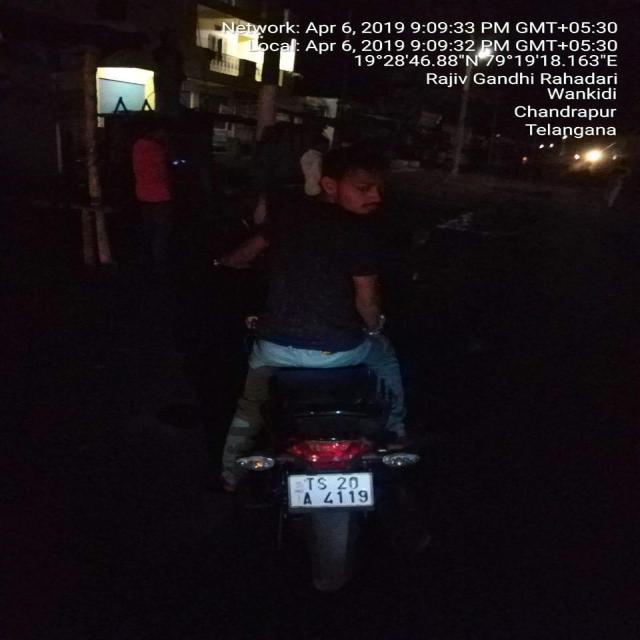 Network: Apr 6, 2019 9:09:33 PM GMT+05:30
Local: Apr 6, 2019 9:09:32 PM GMT+05:30
19°28'46.88"N 79°19'18.163"E
Rajiv Gandhi Rahadari
Wankidi
Chandrapur
Telangana
TS 20
A 4119